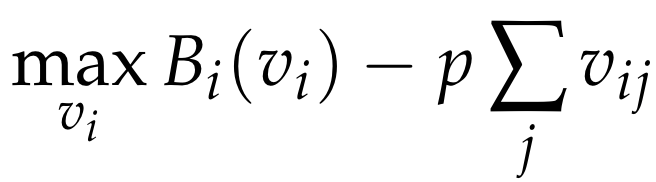 max_{v_i} B_i(v_i) − p ∑_j v_{ij}